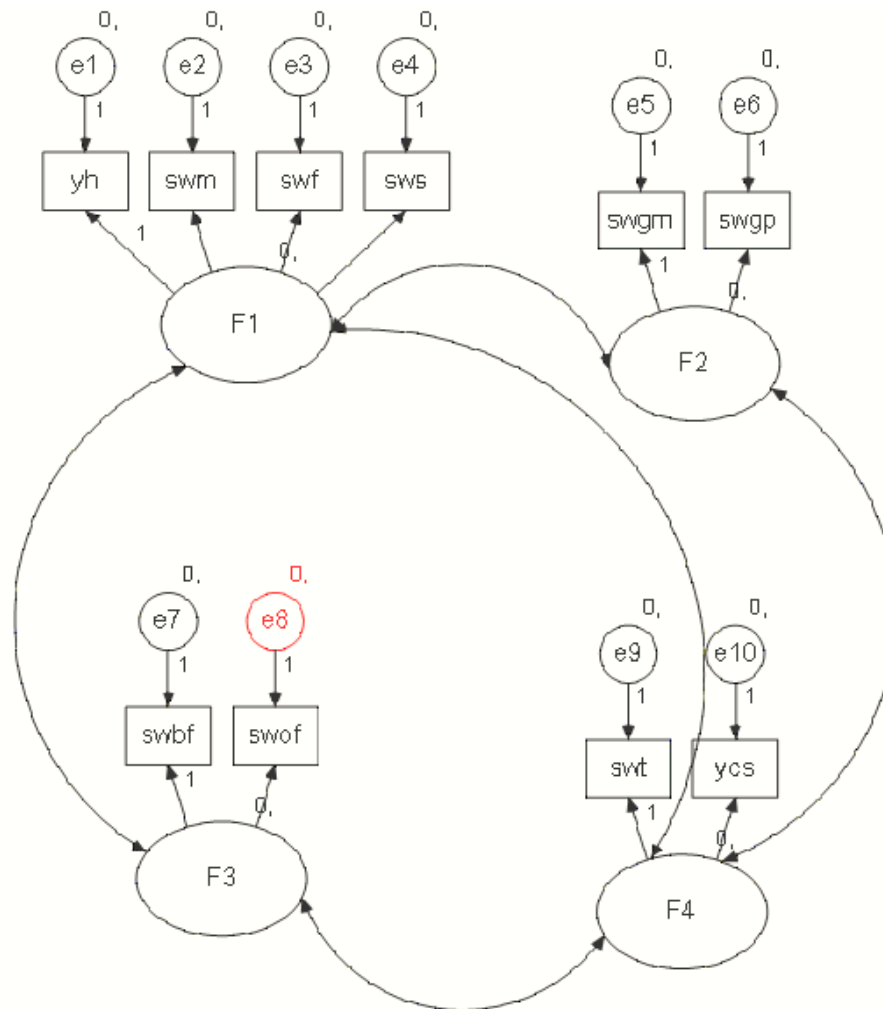 0, 0, 0, 0,
e1 e2 e3 e4
1 1 1 1
yh swm swf sws
1 0,
F1
0, 0,
e5 e6
1 1
swgm swgp
1 0,
F2
0, 0,
e7 e8
1 1
swbf swof
1 0,
F3
0, 0,
e9 e10
1 1
swt ycs
1 0,
F4